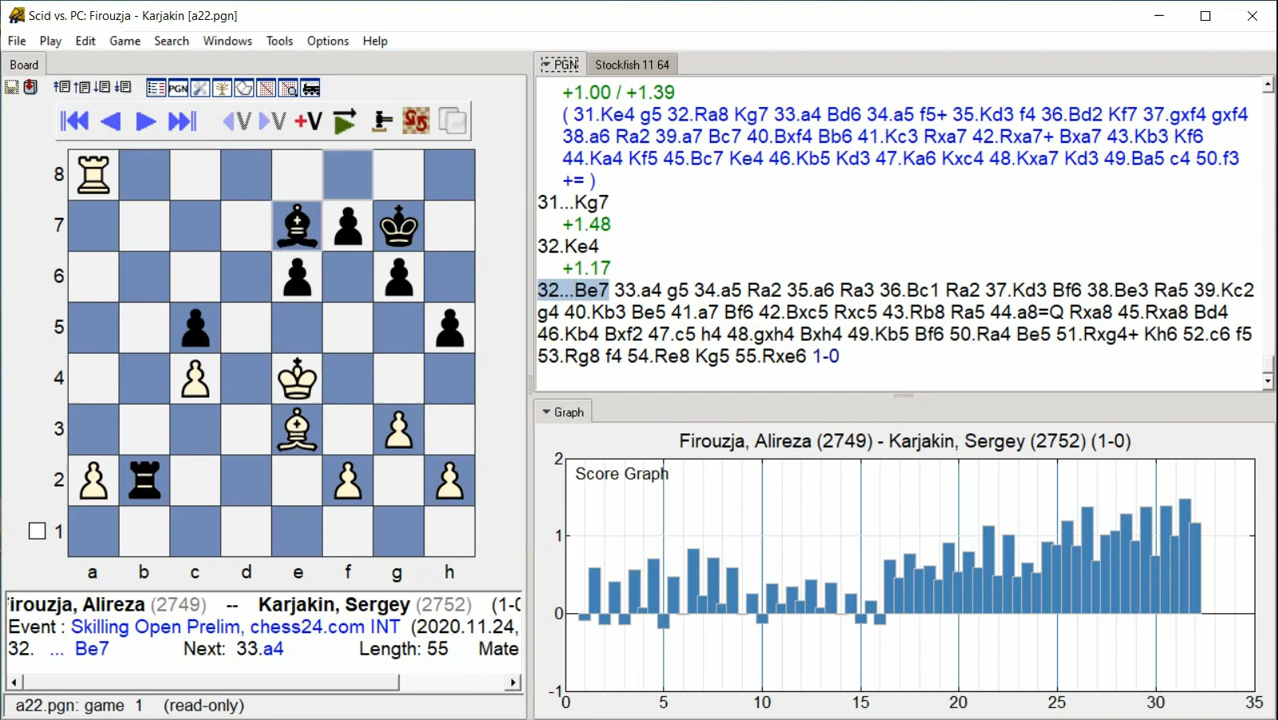 Scid vs. PC: Firouzja - Karjakin [a22.pgn]
File Play Edit Game Search Windows Tools Options Help
Board
PGN
+V
V V +V
8
7
6
5
4
3
2
1
a b c d e f g h
irouzja, Alireza (2749) -- Karjakin, Sergey (2752) (1-0
Event : Skilling Open Prelim, chess24.com INT (2020.11.24,
32. ... Be7 Next: 33.a4 Length: 55 Mate
a22.pgn: game 1 (read-only)
PGN Stockfish 11 64
+1.00 / +1.39
( 31.Ke4 g5 32.Ra8 Kg7 33.a4 Bd6 34.a5 f5+ 35.Kd3 f4 36.Bd2 Kf7 37.gxf4 gxf4
38.a6 Ra2 39.a7 Bc7 40.Bxf4 Bb6 41.Kc3 Rxa7 42.Rxa7+ Bxa7 43.Kb3 Kf6
44.Ka4 Kf5 45.Bc7 Ke4 46.Kb5 Kd3 47.Ka6 Kxc4 48.Kxa7 Kd3 49.Ba5 c4 50.f3
+= )
31...Kg7
+1.48
32.Ke4
+1.17
32...Be7 33.a4 g5 34.a5 Ra2 35.a6 Ra3 36.Bc1 Ra2 37.Kd3 Bf6 38.Be3 Ra5 39.Kc2
g4 40.Kb3 Be5 41.a7 Bf6 42.Bxc5 Rxc5 43.Rb8 Ra5 44.a8=Q Rxa8 45.Rxa8 Bd4
46.Kb4 Bxf2 47.c5 h4 48.gxh4 Bxh4 49.Kb5 Bf6 50.Ra4 Be5 51.Rxg4+ Kh6 52.c6 f5
53.Rg8 f4 54.Re8 Kg5 55.Rxe6 1-0
Graph
Firouzja, Alireza (2749) - Karjakin, Sergey (2752) (1-0)
Score Graph
2
1
0
-1
0 5 10 15 20 25 30 35